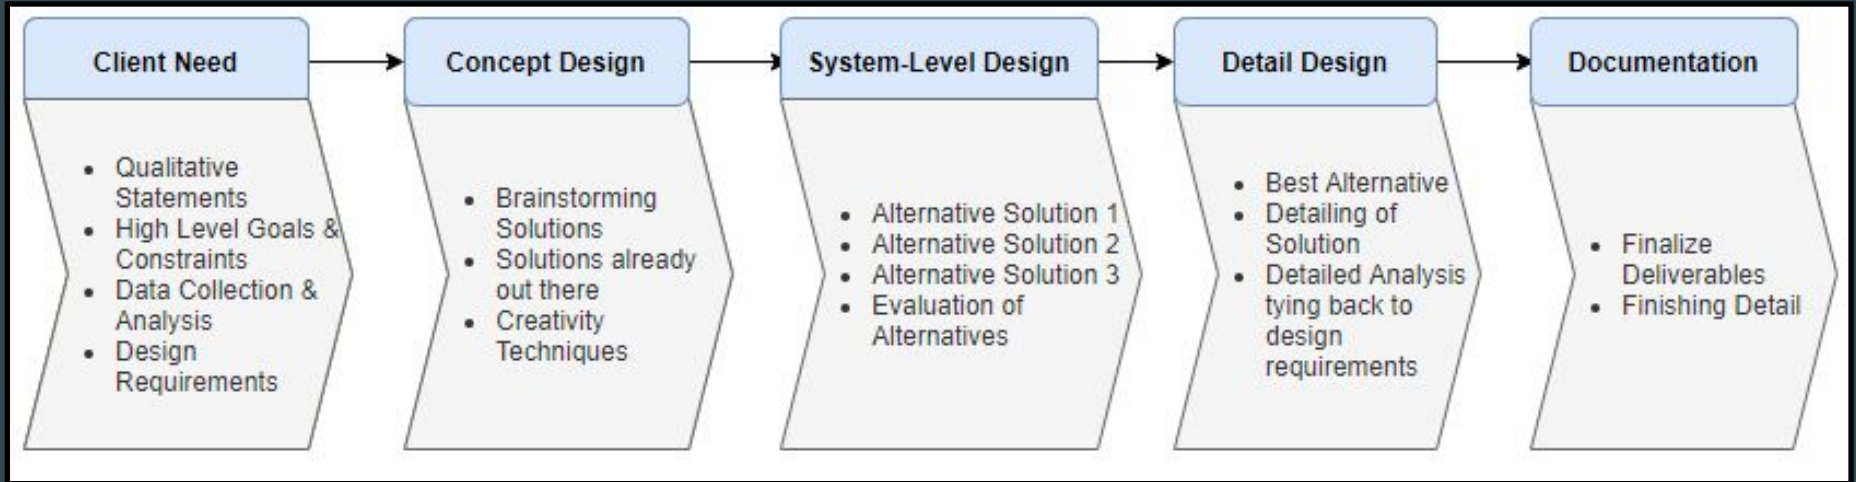 Client Need
Qualitative
Statements
High Level Goals &
Constraints
Data Collection &
Analysis
Design
Requirements
Concept Design
Brainstorming
Solutions
Solutions already
out there
Creativity
Techniques
System-Level Design
Alternative Solution 1
Alternative Solution 2
Alternative Solution 3
Evaluation of
Alternatives
Detail Design
Best Alternative
Detailing of
Solution
Detailed Analysis
tying back to
design
requirements
Documentation
Finalize
Deliverables
Finishing Detail